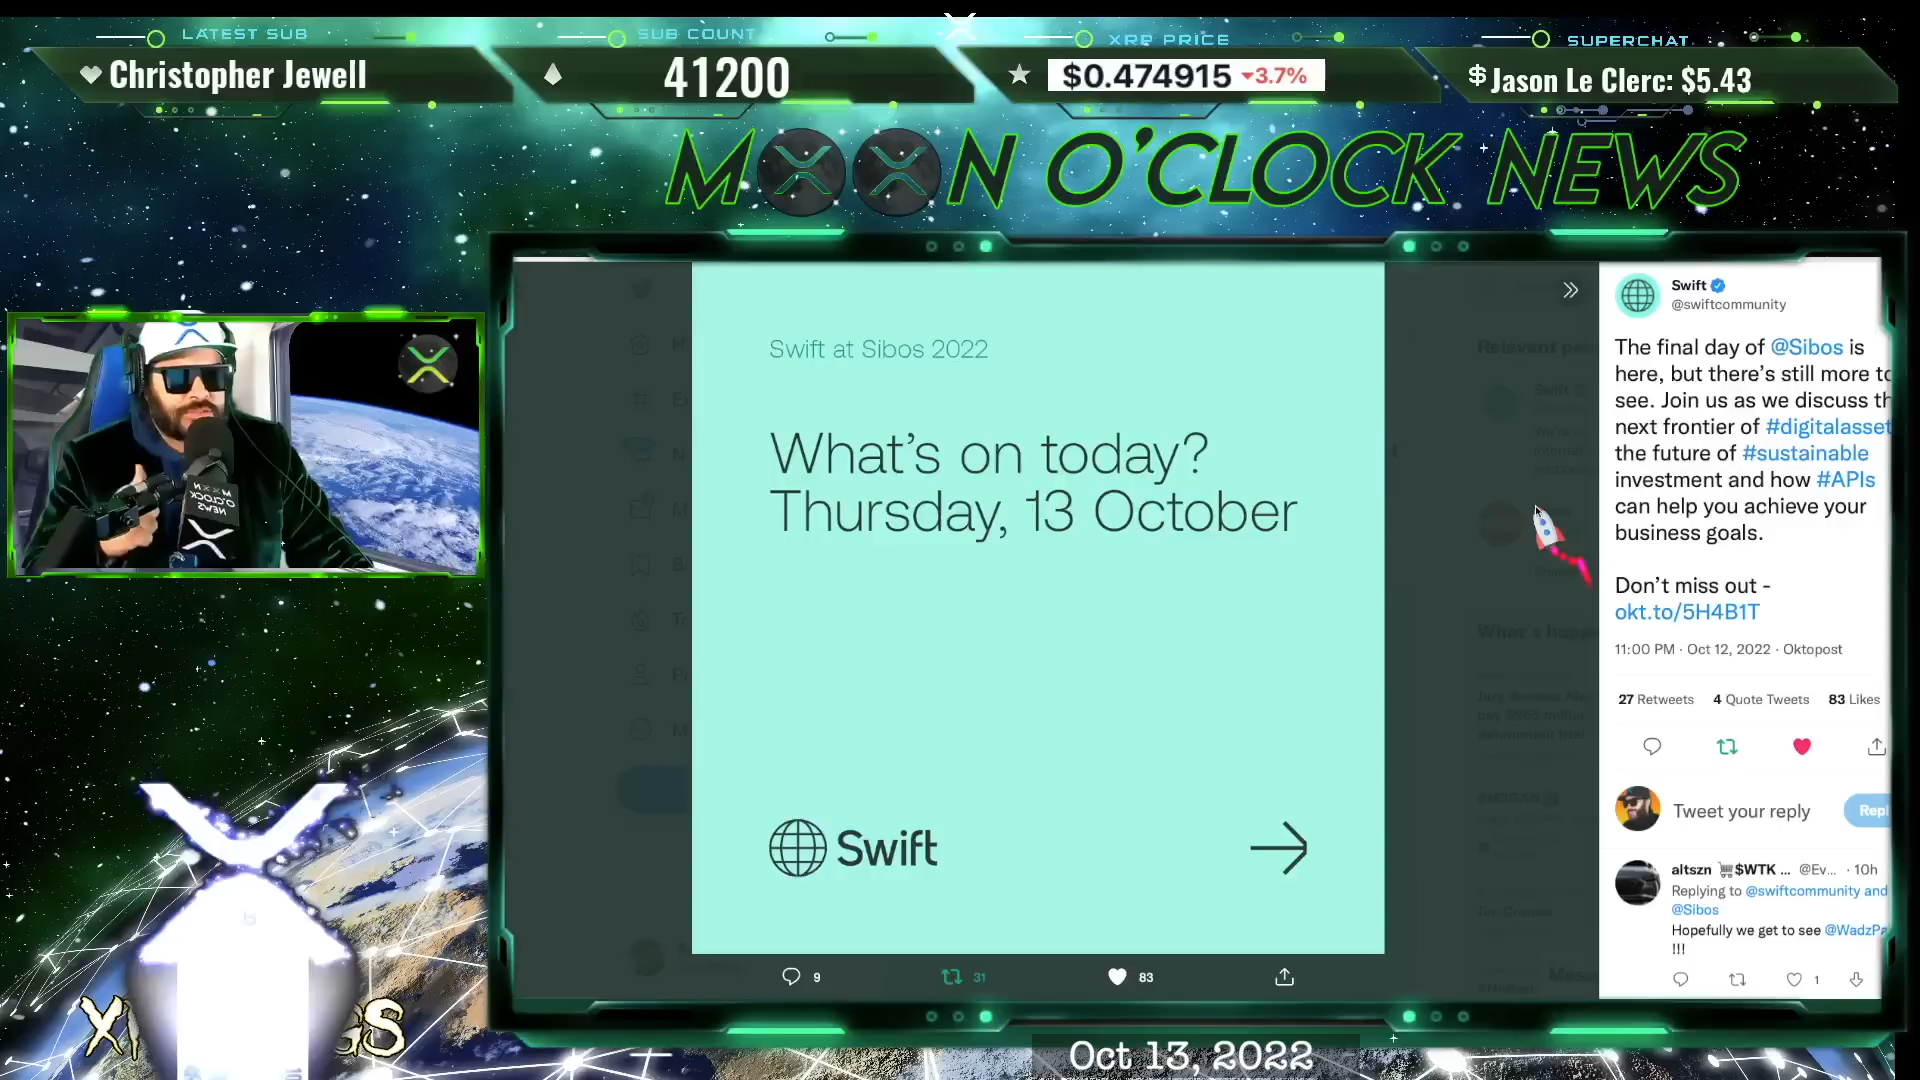 LATEST SUB
SUB COUNT
XRP PRICE
SUPERCHAT
Christopher Jewell
41200
$0.474915 ▾3.7%
$ Jason Le Clerc: $5.43
MOON O'CLOCK NEWS
Swift at Sibos 2022
What's on today?
Thursday, 13 October
Swift
9
31
83
Swift
@swiftcommunity
The final day of @Sibos is
here, but there's still more to
see. Join us as we discuss th
next frontier of #digitalasset
the future of #sustainable
investment and how #APIs
can help you achieve your
business goals.
Don't miss out -
okt.to/5H4B1T
11:00 PM · Oct 12, 2022 · Oktopost
27 Retweets 4 Quote Tweets 83 Likes
Tweet your reply
Repl
altszn $WTK ... @Ev... · 10h
Replying to @swiftcommunity and
@Sibos
Hopefully we get to see @WadzPa
!!!
1
Oct 13, 2022